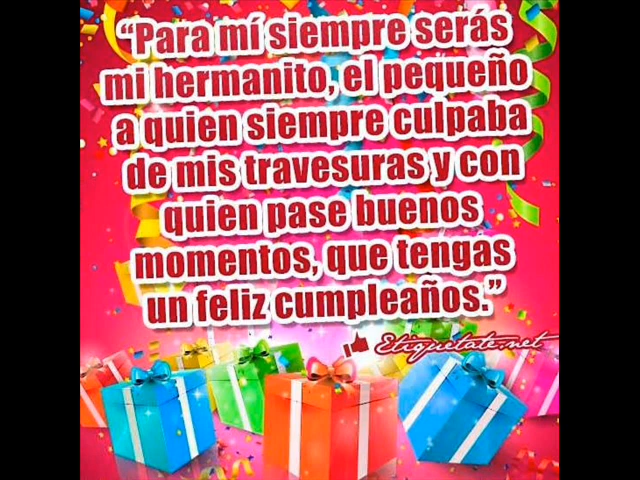 “Para mí siempre serás
mi hermanito, el pequeño
a quien siempre culpaba
de mis travesuras y con
quien pase buenos
momentos, que tengas
un feliz cumpleaños.”
Etiquetate.net